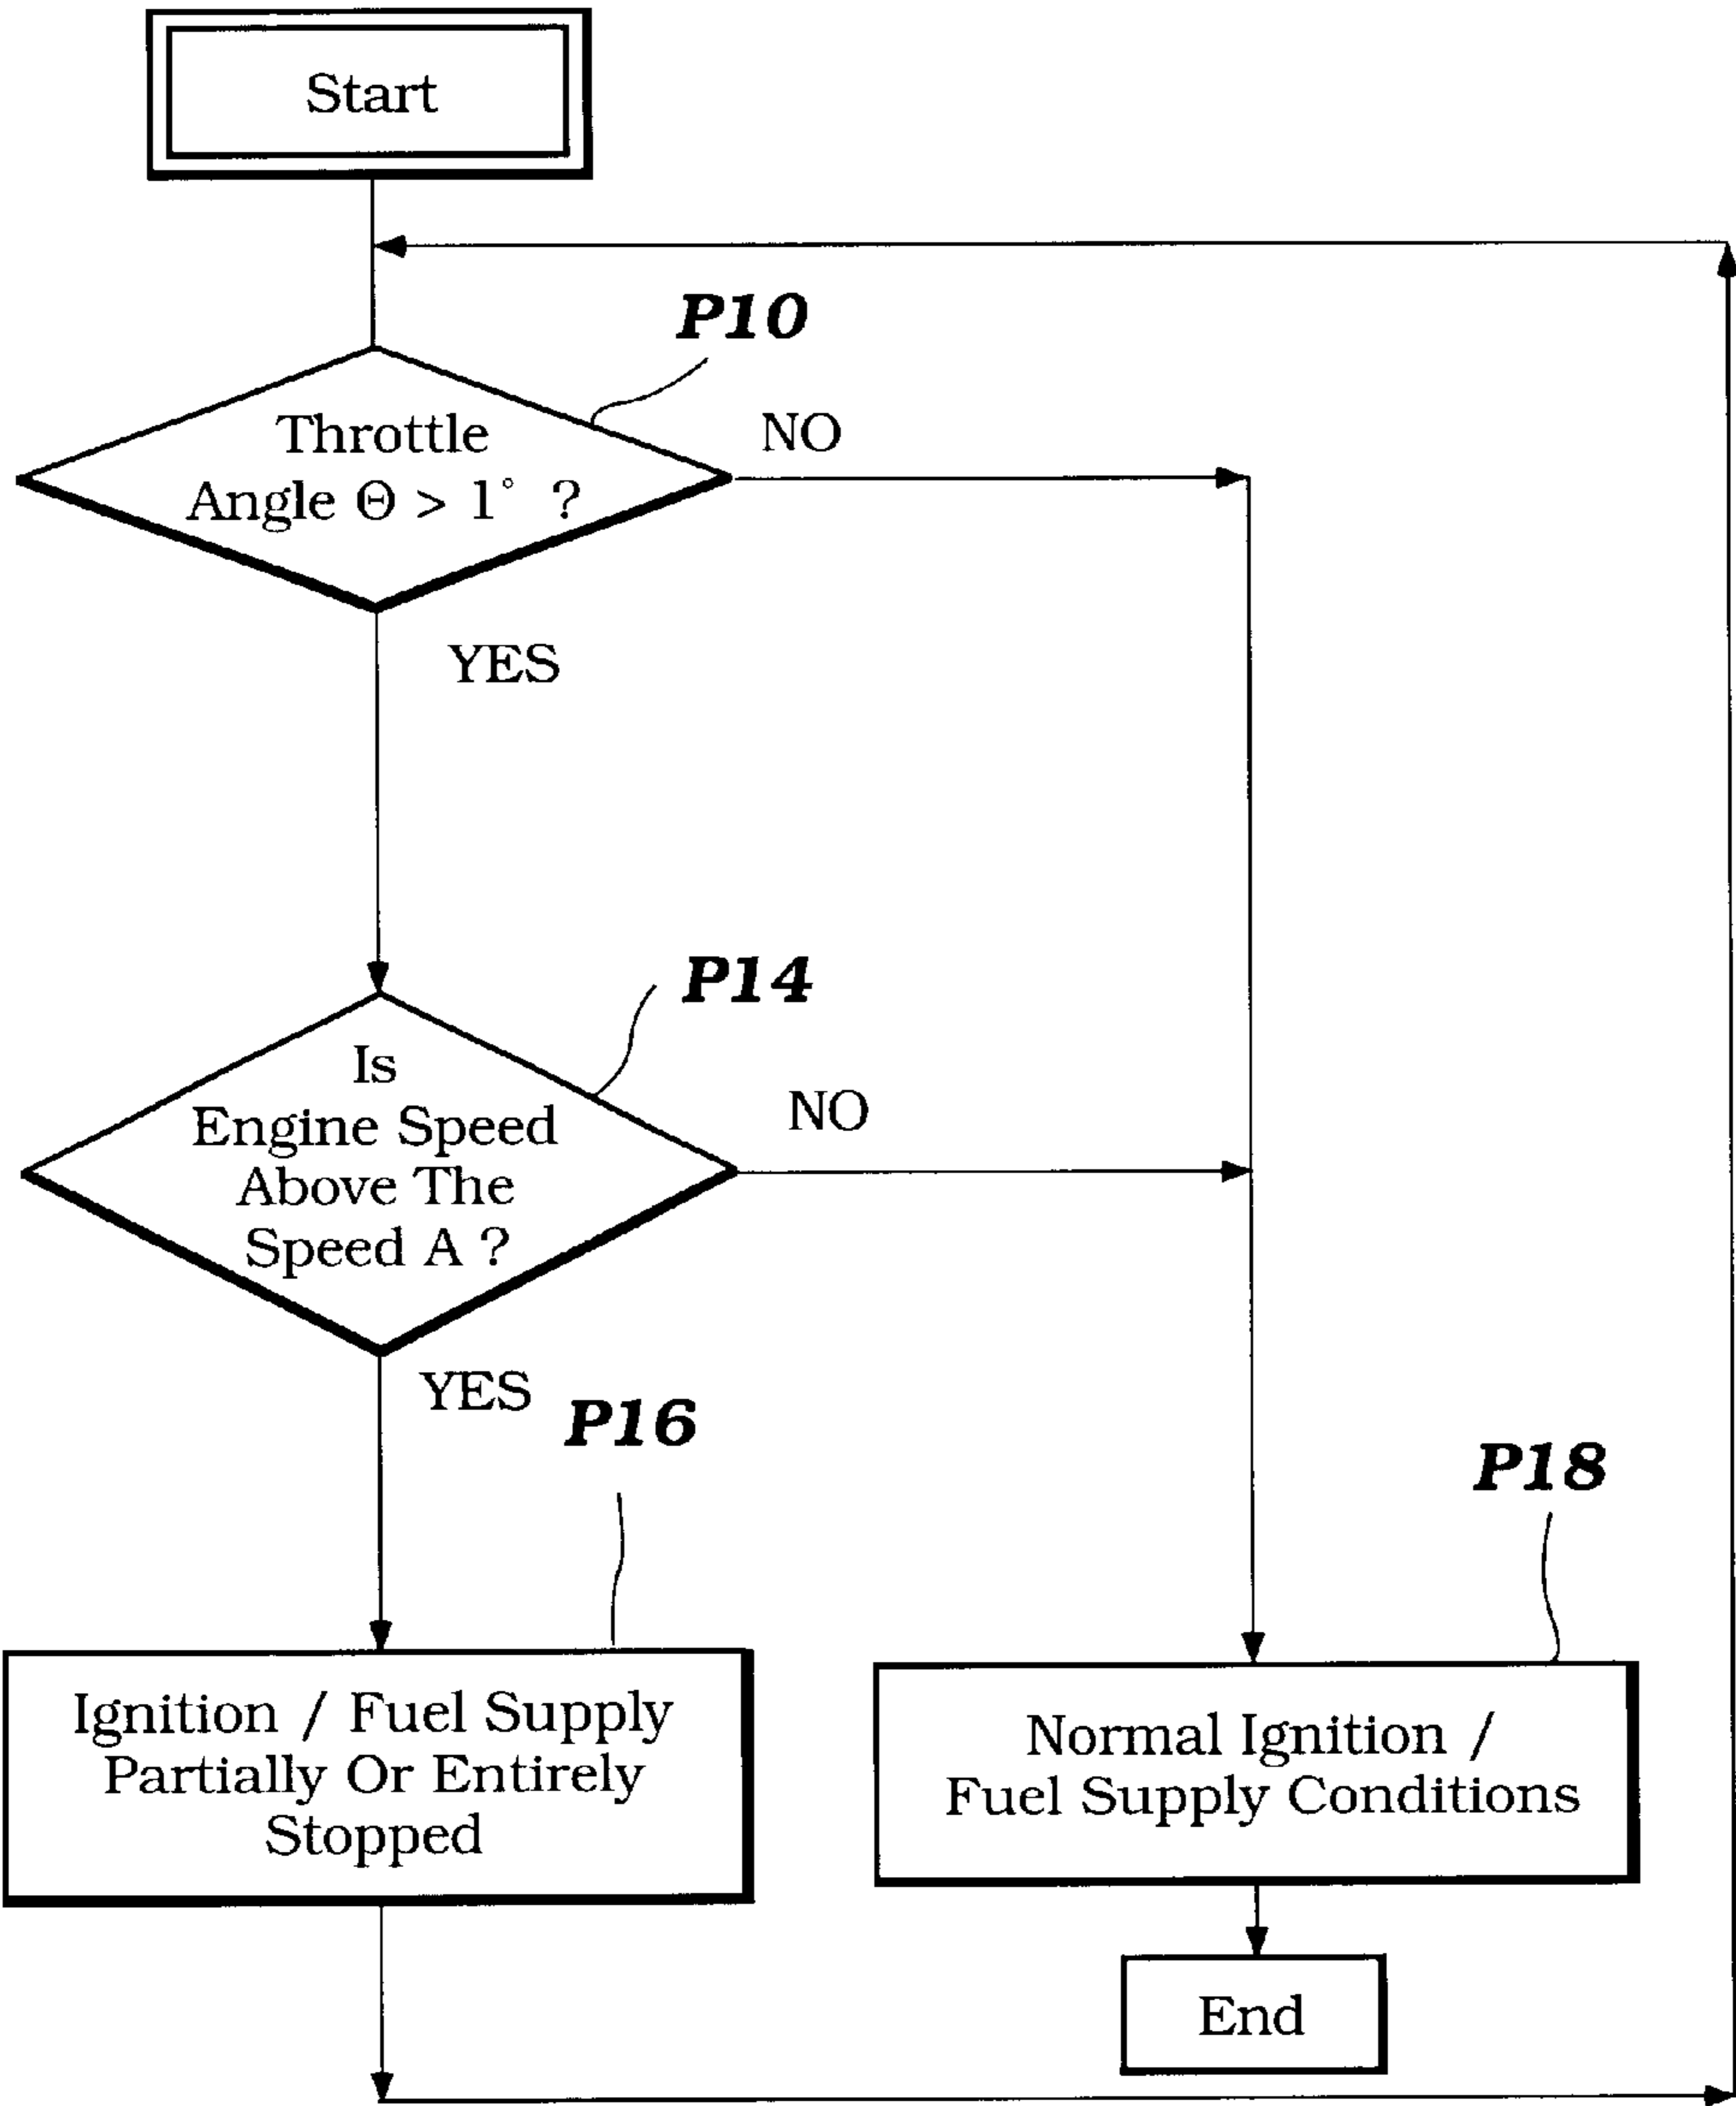 Start
P10
Throttle
Angle Θ > 1° ?
NO
YES
P14
Is
Engine Speed
Above The
Speed A ?
NO
YES
P16
P18
Ignition / Fuel Supply
Partially Or Entirely
Stopped
Normal Ignition /
Fuel Supply Conditions
End